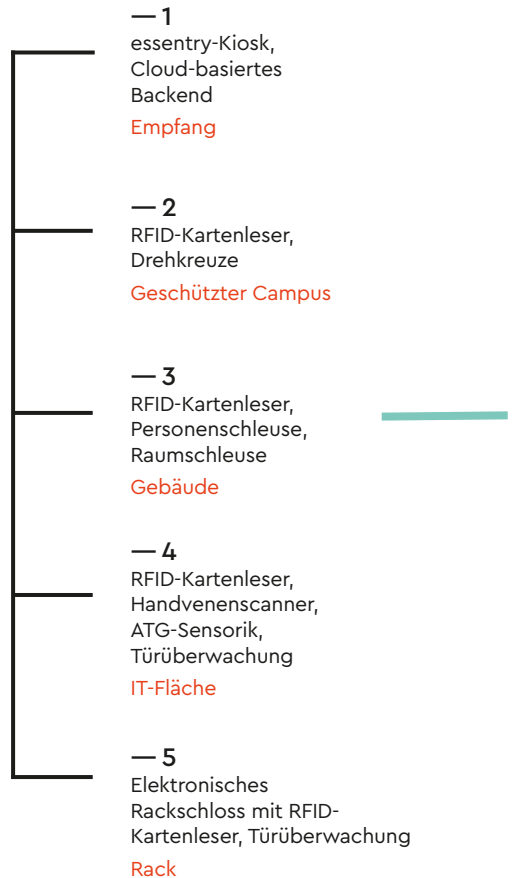 — 1
essentry-Kiosk,
Cloud-basiertes
Backend
Empfang
— 2
RFID-Kartenleser,
Drehkreuze
Geschützter Campus
— 3
RFID-Kartenleser,
Personenschleuse,
Raumschleuse
Gebäude
— 4
RFID-Kartenleser,
Handvenenscanner,
ATG-Sensorik,
Türüberwachung
IT-Fläche
— 5
Elektronisches
Rackschloss mit RFID-
Kartenleser, Türüberwachung
Rack